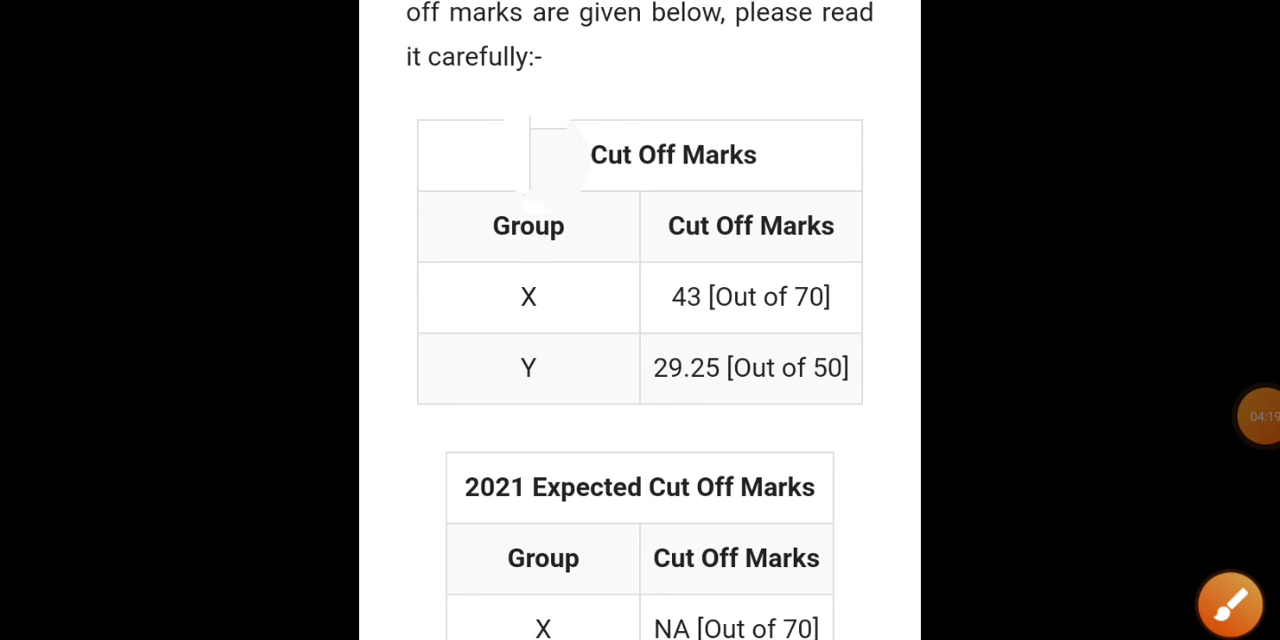 off marks are given below, please read
it carefully:-
Cut Off Marks
Group Cut Off Marks
X 43 [Out of 70]
Y 29.25 [Out of 50]
2021 Expected Cut Off Marks
Group Cut Off Marks
X NA [Out of 70]
04:19